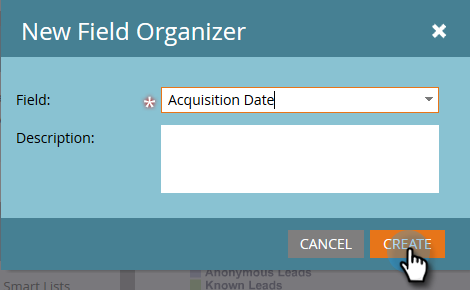 New Field Organizer
Field: * Acquisition Date
Description:
CANCEL CREATE
Anonymous Leads
Smart Lists Known Leads